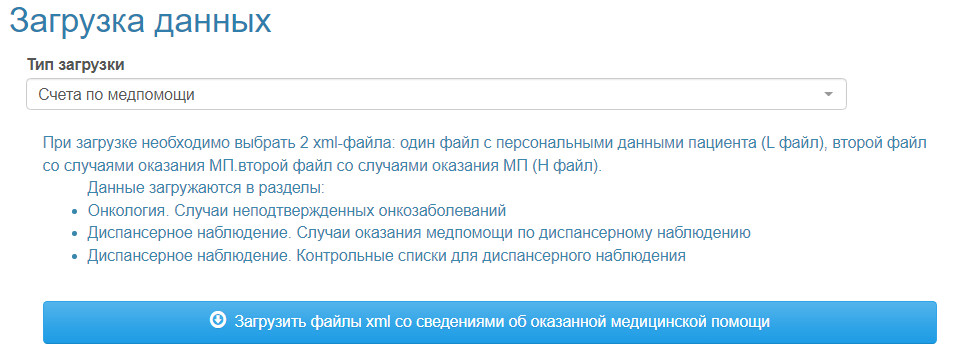 Загрузка данных
Тип загрузки
Счета по медпомощи
При загрузке необходимо выбрать 2 xml-файла: один файл с персональными данными пациента (L файл), второй файл
со случаями оказания МП.второй файл со случаями оказания МП (H файл).
Данные загружаются в разделы:
• Онкология. Случаи неподтвержденных онкозаболеваний
• Диспансерное наблюдение. Случаи оказания медпомощи по диспансерному наблюдению
• Диспансерное наблюдение. Контрольные списки для диспансерного наблюдения
Загрузить файлы xml со сведениями об оказанной медицинской помощи